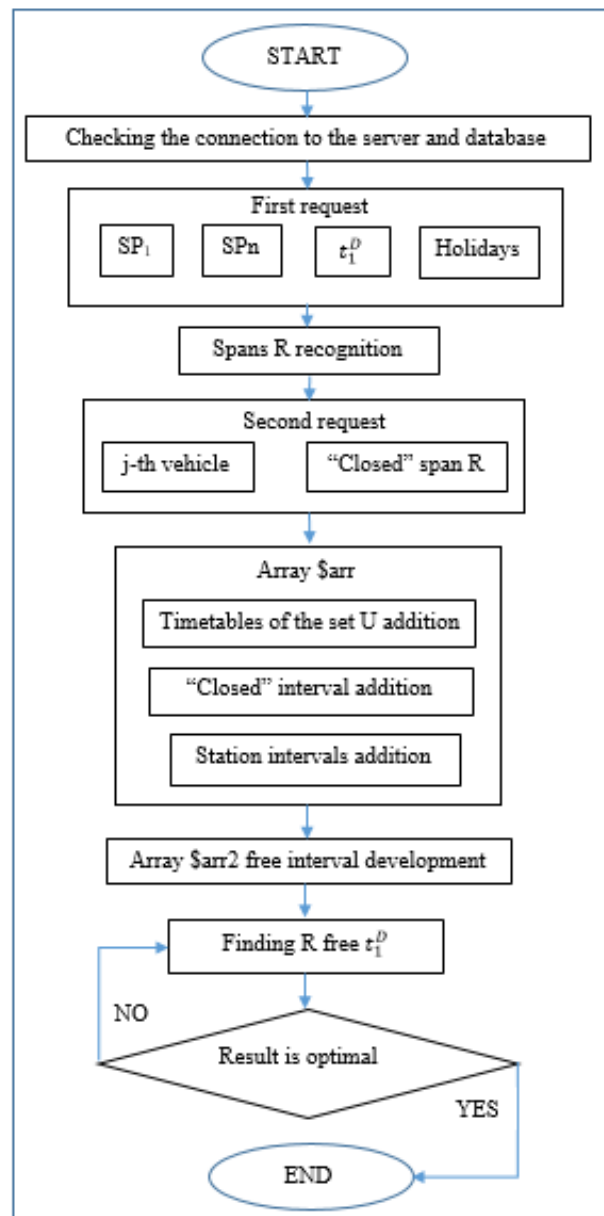 START
Checking the connection to the server and database
First request
SP₁ SPn $t_1^D$ Holidays
Spans R recognition
Second request
j-th vehicle “Closed” span R
Array $arr
Timetables of the set U addition
“Closed” interval addition
Station intervals addition
Array $arr2 free interval development
Finding R free $t_1^D$
NO
Result is optimal
YES
END